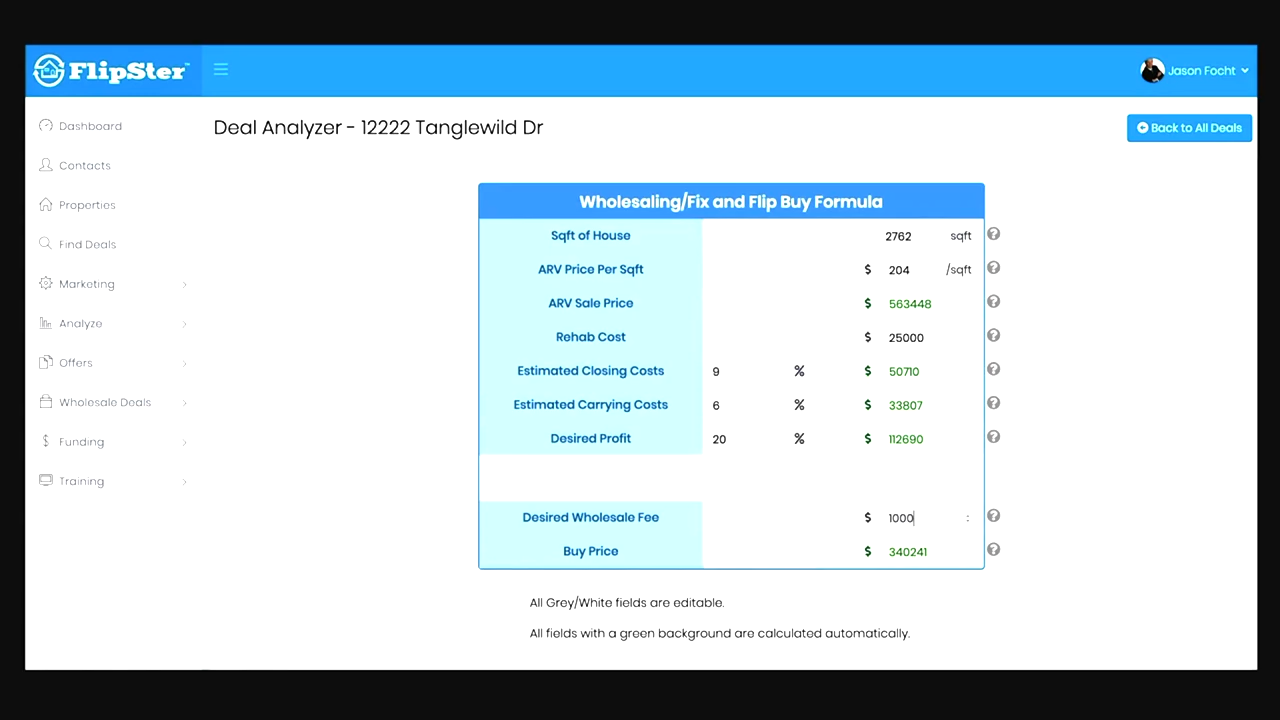 FlipSter™
Jason Focht
Dashboard
Contacts
Properties
Find Deals
Marketing
Analyze
Offers
Wholesale Deals
Funding
Training
Deal Analyzer - 12222 Tanglewild Dr
Back to All Deals
Wholesaling/Fix and Flip Buy Formula
Sqft of House 2762 sqft ?
ARV Price Per Sqft $ 204 /sqft ?
ARV Sale Price $ 563448 ?
Rehab Cost $ 25000 ?
Estimated Closing Costs 9 % $ 50710 ?
Estimated Carrying Costs 6 % $ 33807 ?
Desired Profit 20 % $ 112690 ?
Desired Wholesale Fee $ 1000 : ?
Buy Price $ 340241 ?
All Grey/White fields are editable.
All fields with a green background are calculated automatically.